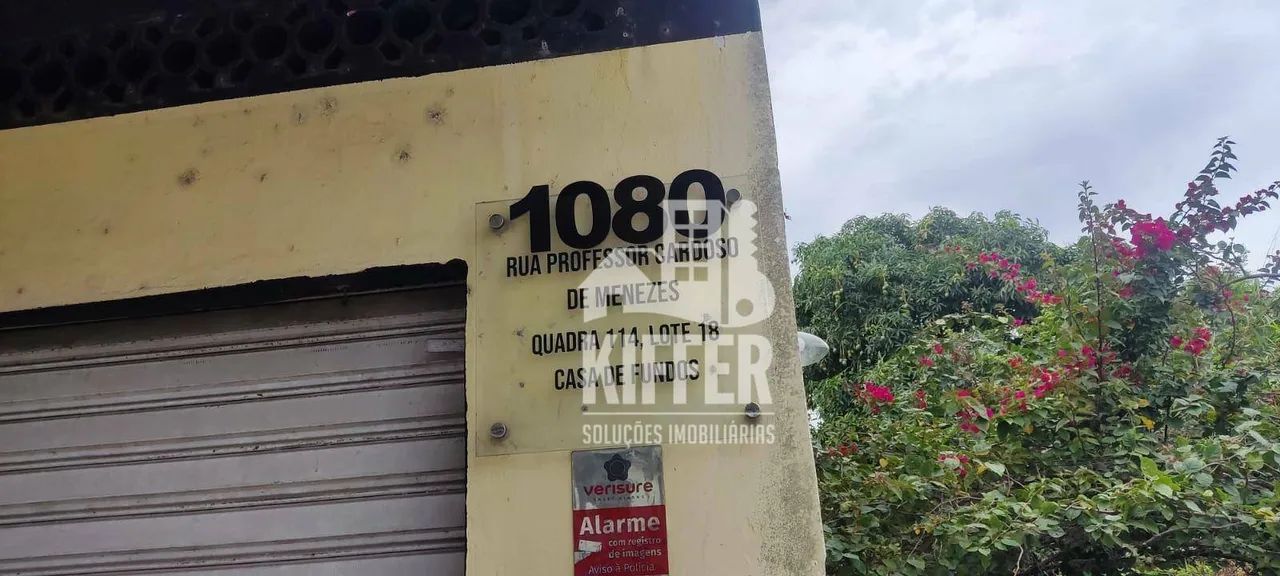 1080
RUA PROFESSOR SARDOSO
DE MENEZES
QUADRA 114, LOTE 18
CASA DE FUNDOS
KIFFER
SOLUÇÕES IMOBILIÁRIAS
verisure
Alarme
com registro
de imagens
Aviso à Polícia